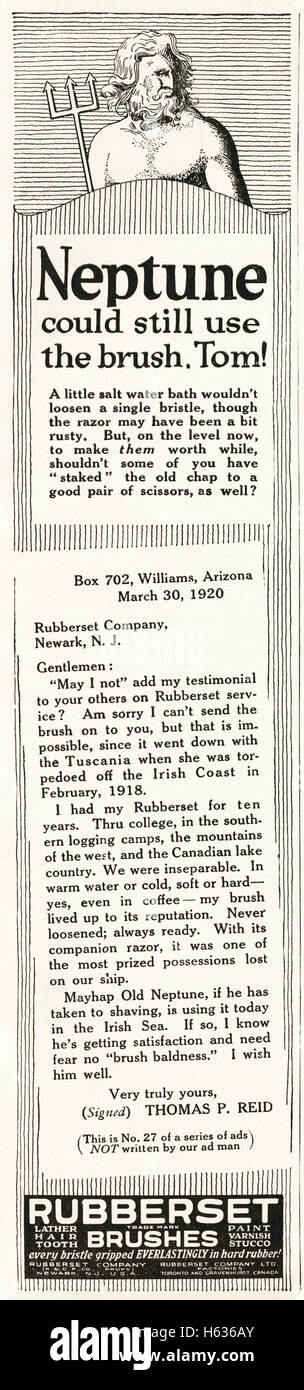 Neptune
could still use
the brush, Tom!
A little salt water bath wouldn't
loosen a single bristle, though
the razor may have been a bit
rusty. But, on the level now,
to make them worth while,
shouldn't some of you have
"staked" the old chap to a
good pair of scissors, as well?
Box 702, Williams, Arizona
March 30, 1920
Rubberset Company,
Newark, N. J.
Gentlemen:
"May I not" add my testimonial
to your others on Rubberset serv-
ice? Am sorry I can't send the
brush on to you, but that is im-
possible, since it went down with
the Tuscania when she was tor-
pedoed off the Irish Coast in
February, 1918.
I had my Rubberset for ten
years. Thru college, in the south-
ern logging camps, the mountains
of the west, and the Canadian lake
country. We were inseparable. In
warm water or cold, soft or hard—
yes, even in coffee—my brush
lived up to its reputation. Never
loosened; always ready. With its
companion razor, it was one of
the most prized possessions lost
on our ship.
Mayhap Old Neptune, if he has
taken to shaving, is using it today
in the Irish Sea. If so, I know
he's getting satisfaction and need
fear no "brush baldness." I wish
him well.
Very truly yours,
(Signed) THOMAS P. REID
(This is No. 27 of a series of ads
NOT written by our ad man)
RUBBERSET
TRADE MARK
LATHER
HAIR
TOOTH
BRUSHES
PAINT
VARNISH
STUCCO
every bristle gripped EVERLASTINGLY in hard rubber!
RUBBERSET COMPANY
(R. & C. P. CO., PROPS.)
NEWARK, N.J., U.S.A.
RUBBERSET COMPANY LTD.
FACTORIES
TORONTO AND GRAVENHURST, CANADA
alamy
Image ID: H636AY
www.alamy.com